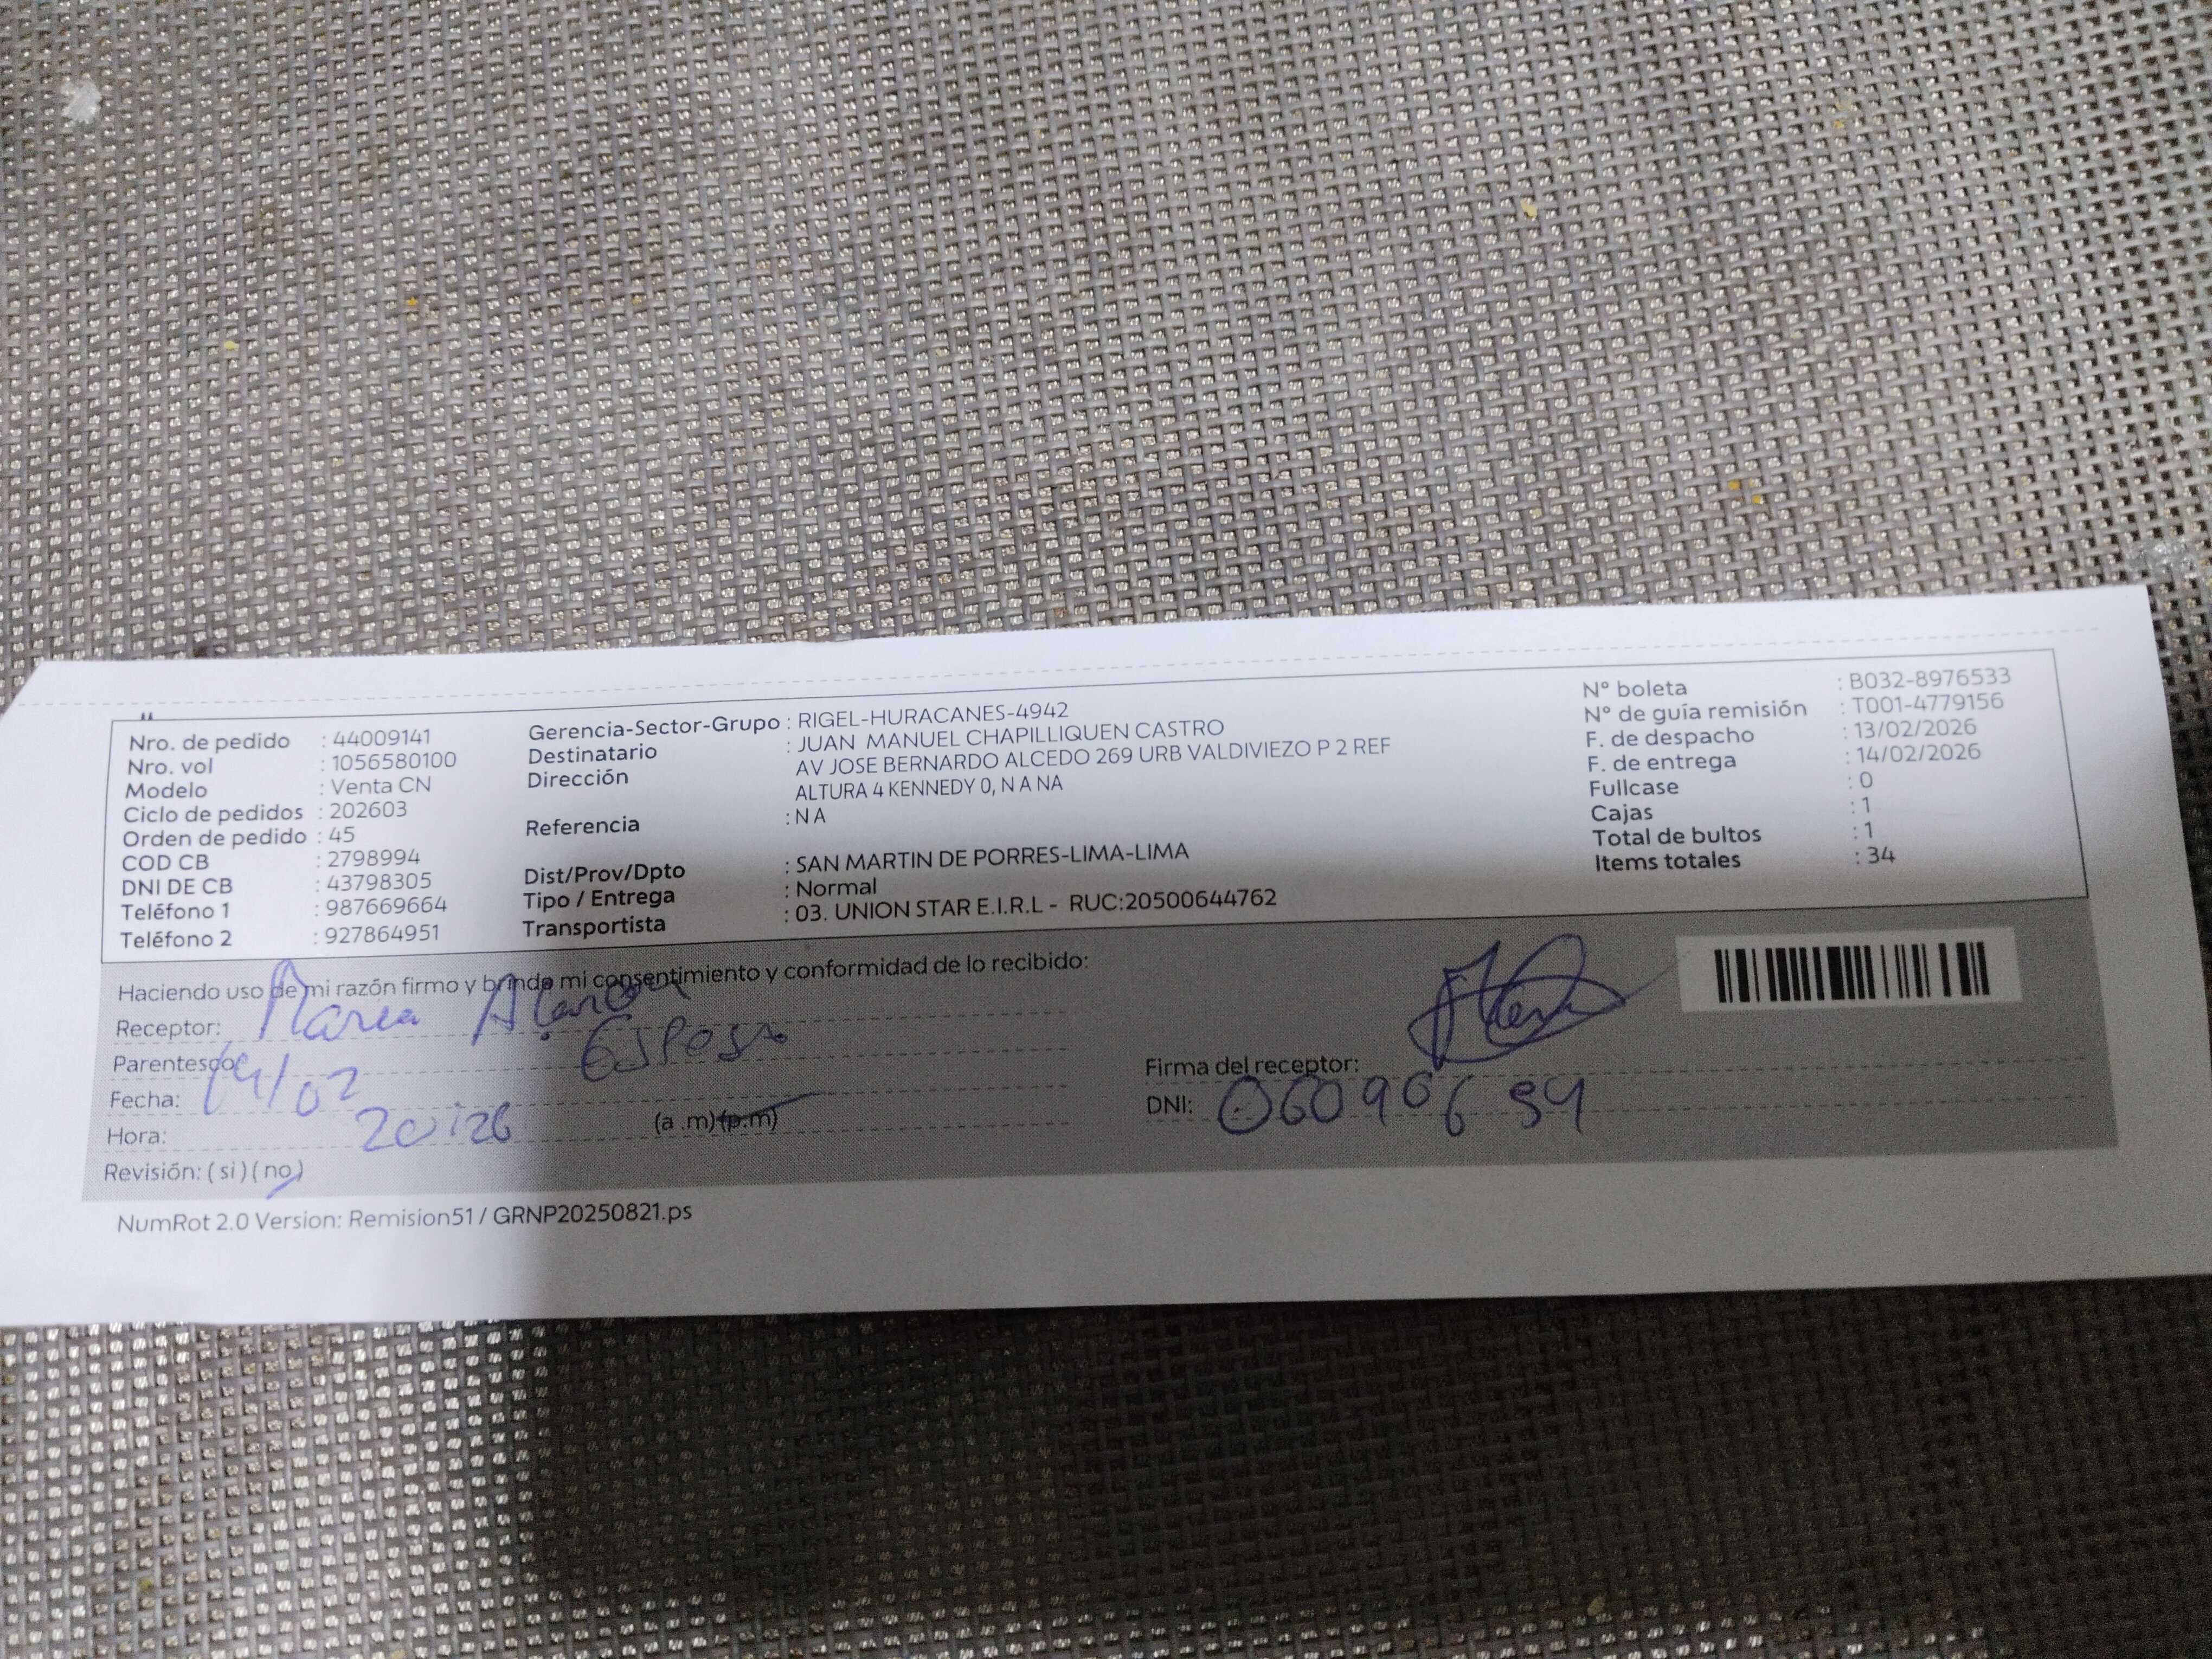 Nro. de pedido : 44009141
Nro. vol : 1056580100
Modelo : Venta CN
Ciclo de pedidos : 202603
Orden de pedido : 45
COD CB : 2798994
DNI DE CB : 43798305
Teléfono 1 : 987669664
Teléfono 2 : 927864951
Gerencia-Sector-Grupo : RIGEL-HURACANES-4942
Destinatario : JUAN MANUEL CHAPILLIQUEN CASTRO
Dirección AV JOSE BERNARDO ALCEDO 269 URB VALDIVIEZO P 2 REF
ALTURA 4 KENNEDY 0, N A NA
Referencia : N A
Dist/Prov/Dpto : SAN MARTIN DE PORRES-LIMA-LIMA
Tipo / Entrega : Normal
Transportista : 03. UNION STAR E.I.R.L - RUC:20500644762
Nº boleta : B032-8976533
Nº de guía remisión : T001-4779156
F. de despacho : 13/02/2026
F. de entrega : 14/02/2026
Fullcase : 0
Cajas : 1
Total de bultos : 1
Items totales : 34
Haciendo uso de mi razón firmo y brindo mi consentimiento y conformidad de lo recibido:
Receptor: Maria
Parentesco Esposa
Fecha: 14/02
Hora: 20:26 (a .m)(p.m)
Revisión: ( si ) ( no )
Firma del receptor:
DNI: 06090694
NumRot 2.0 Version: Remision51 / GRNP20250821.ps